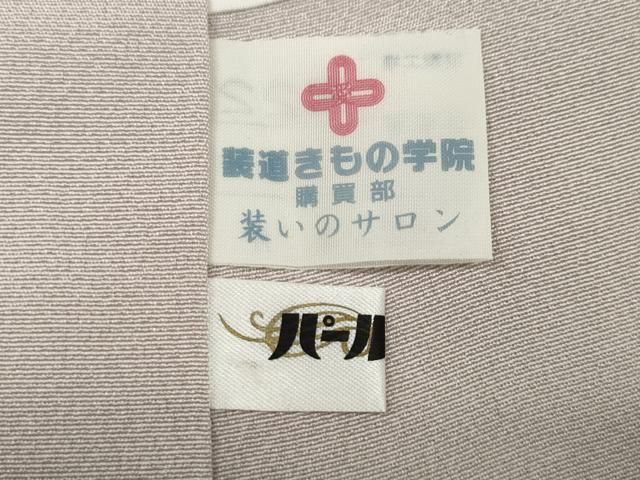 装道きもの学院
購買部
装いのサロン
パール